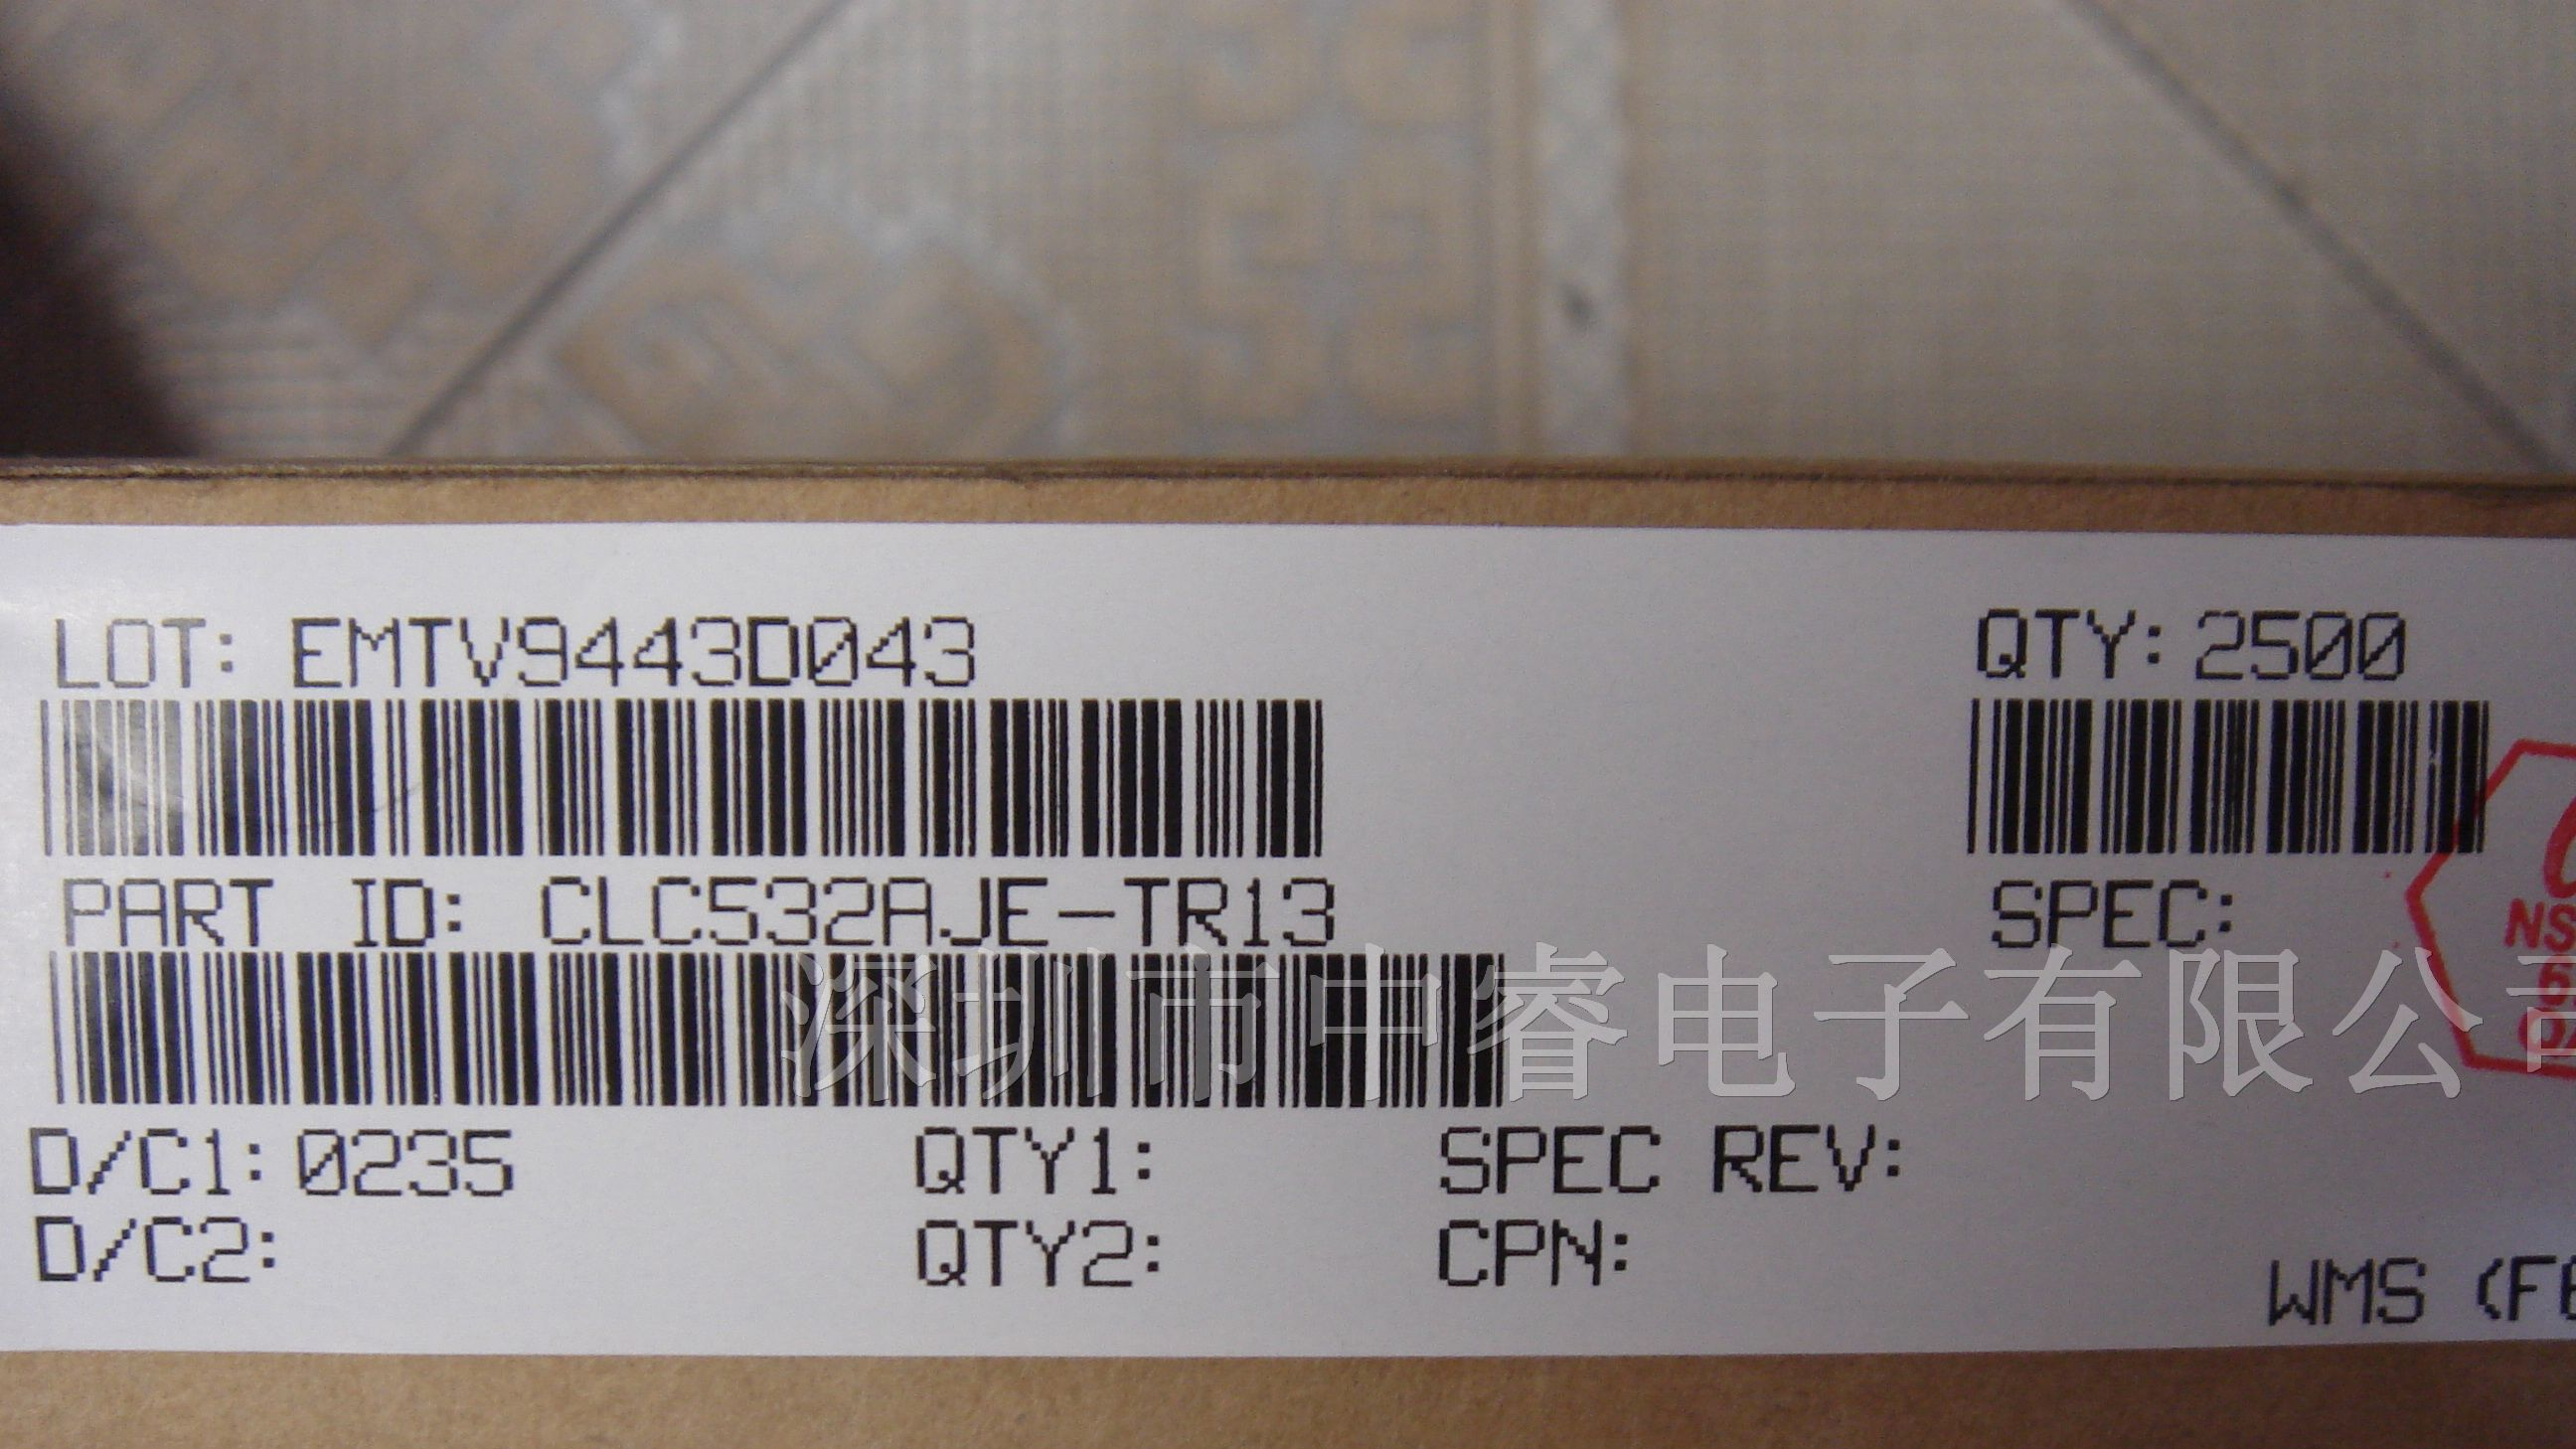 LOT: EMTV9443D043
QTY: 2500
PART ID: CLC532AJE-TR13
SPEC:
NS
深圳市中睿电子有限公司
D/C1: 0235
QTY1:
SPEC REV:
D/C2:
QTY2:
CPN:
WMS (F